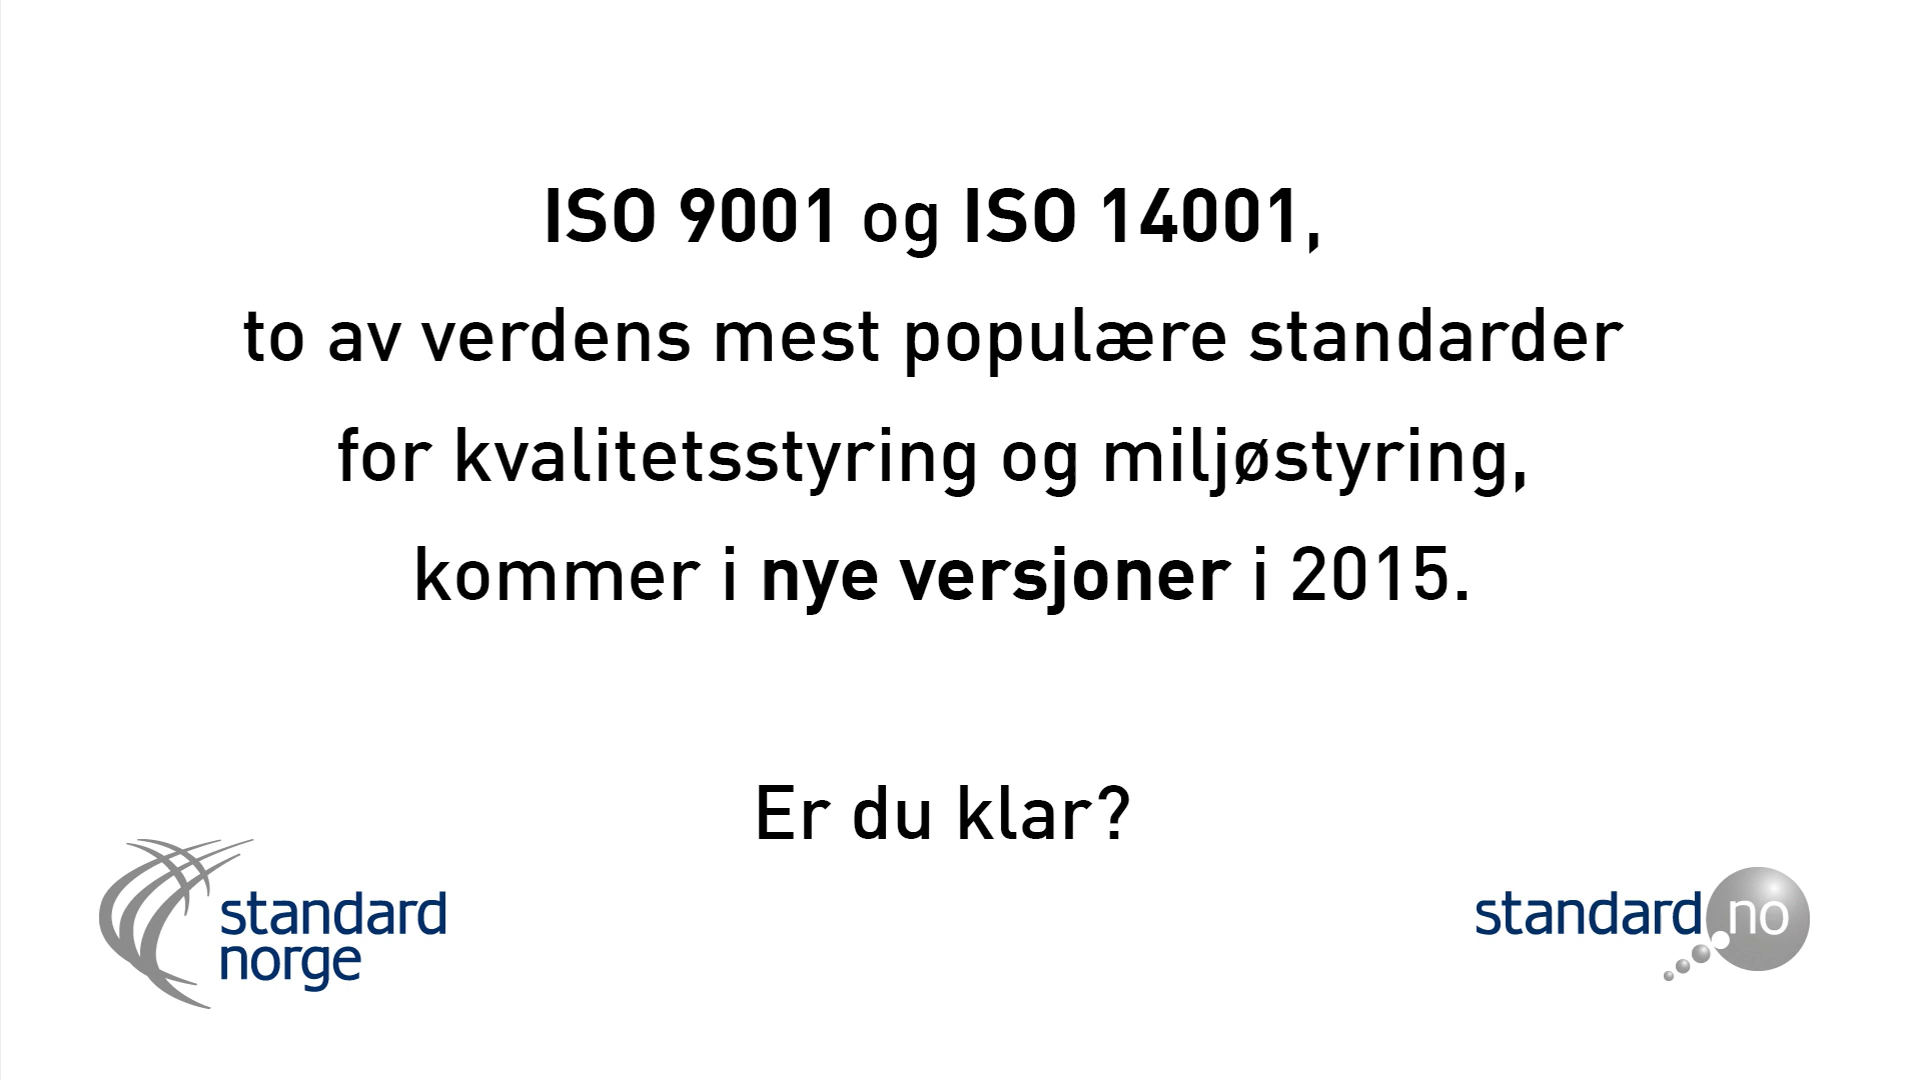 ISO 9001 og ISO 14001,
to av verdens mest populære standarder
for kvalitetsstyring og miljøstyring,
kommer i nye versjoner i 2015.
Er du klar?
standard
norge
standard.no